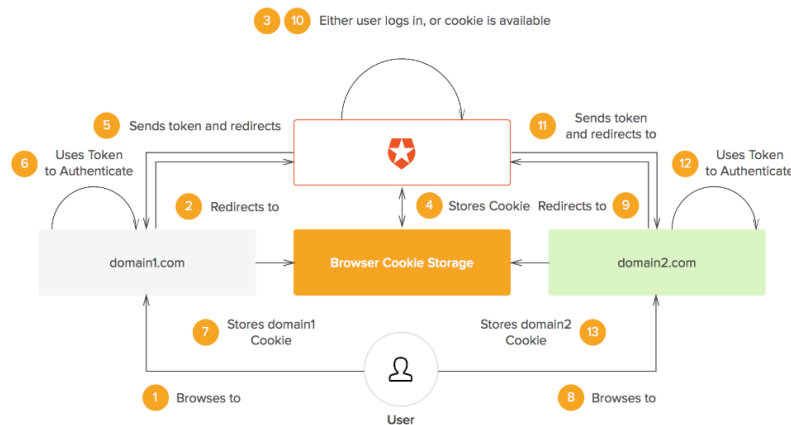 3 10 Either user logs in, or cookie is available
5 Sends token and redirects
11 Sends token
and redirects to
6 Uses Token
to Authenticate
12 Uses Token
to Authenticate
2 Redirects to
4 Stores Cookie
Redirects to 9
domain1.com
Browser Cookie Storage
domain2.com
7 Stores domain1
Cookie
Stores domain2 13
Cookie
1 Browses to
8 Browses to
User